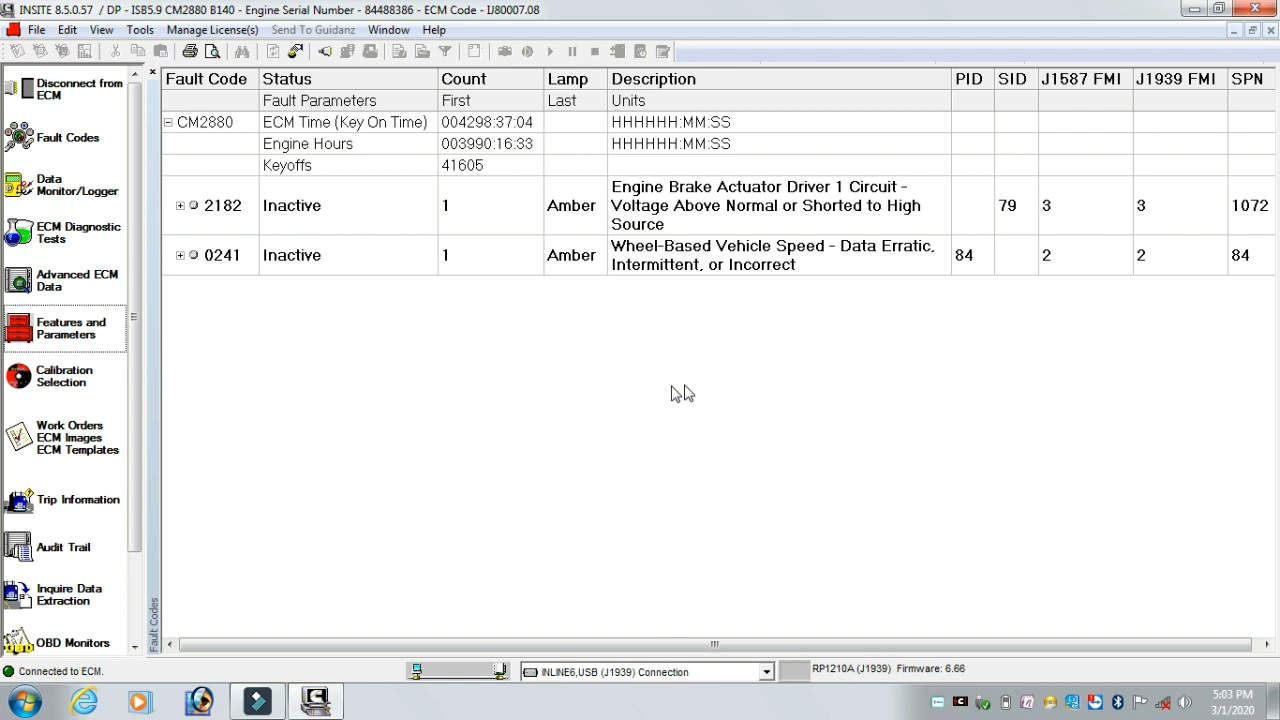 INSITE 8.5.0.57 / DP - ISB5.9 CM2880 B140 - Engine Serial Number - 84488386 - ECM Code - IJ80007.08
File Edit View Tools Manage License(s) Send To Guidanz Window Help
Disconnect from
ECM
Fault Codes
Data
Monitor/Logger
ECM Diagnostic
Tests
Advanced ECM
Data
Features and
Parameters
Calibration
Selection
Work Orders
ECM Images
ECM Templates
Trip Information
Audit Trail
Inquire Data
Extraction
OBD Monitors
Fault Codes
Fault Code Status Count Lamp Description PID SID J1587 FMI J1939 FMI SPN
Fault Parameters First Last Units
CM2880 ECM Time (Key On Time) 004298:37:04 HHHHHH:MM:SS
Engine Hours 003990:16:33 HHHHHH:MM:SS
Keyoffs 41605
2182 Inactive 1 Amber Engine Brake Actuator Driver 1 Circuit -
Voltage Above Normal or Shorted to High
Source 79 3 3 1072
0241 Inactive 1 Amber Wheel-Based Vehicle Speed - Data Erratic,
Intermittent, or Incorrect 84 2 2 84
Connected to ECM.
INLINE6,USB (J1939) Connection
RP1210A (J1939) Firmware: 6.66
5:03 PM
3/1/2020